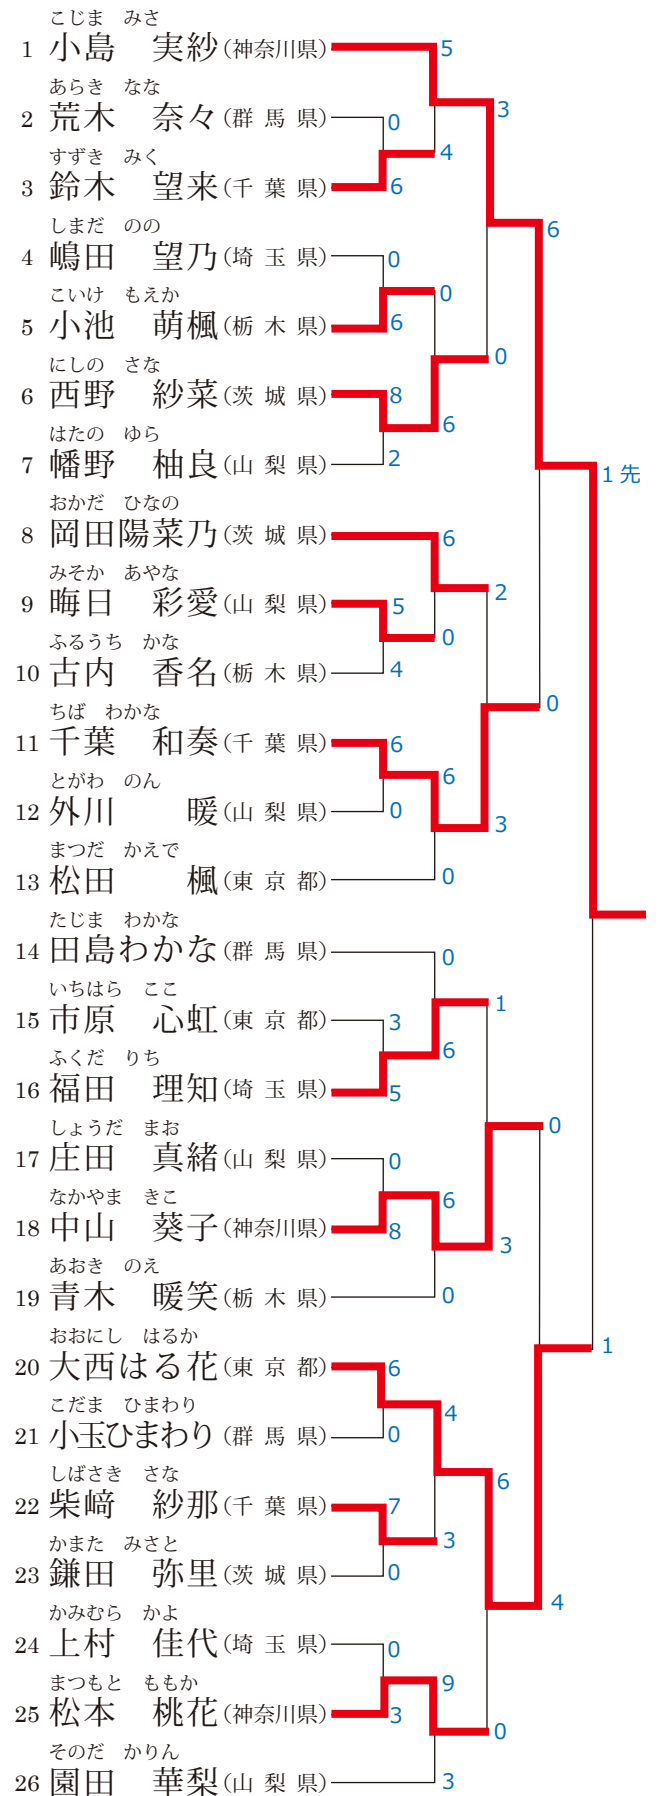 こじま みさ
1 小島 実紗 (神奈川県) 5
3
あらき なな
2 荒木 奈々 (群馬県) 0
4
すずき みく
3 鈴木 望来 (千葉県) 6
6
しまだ のの
4 嶋田 望乃 (埼玉県) 0
0
こいけ もえか
5 小池 萌楓 (栃木県) 6
0
にしの さな
6 西野 紗菜 (茨城県) 8
6
はたの ゆら
7 幡野 柚良 (山梨県) 2
1先
おかだ ひなの
8 岡田陽菜乃 (茨城県) 6
2
みそか あやな
9 晦日 彩愛 (山梨県) 5
0
ふるうち かな
10 古内 香名 (栃木県) 4
0
ちば わかな
11 千葉 和奏 (千葉県) 6
6
とがわ のん
12 外川 暖 (山梨県) 0
3
まつだ かえで
13 松田 楓 (東京都) 0
たじま わかな
14 田島わかな (群馬県) 0
1
いちはら ここ
15 市原 心虹 (東京都) 3
6
ふくだ りち
16 福田 理知 (埼玉県) 5
0
しょうだ まお
17 庄田 真緒 (山梨県) 0
6
なかやま きこ
18 中山 葵子 (神奈川県) 8
3
あおき のえ
19 青木 暖笑 (栃木県) 0
1
おおにし はるか
20 大西はる花 (東京都) 6
4
こだま ひまわり
21 小玉ひまわり (群馬県) 0
6
しばさき さな
22 柴﨑 紗那 (千葉県) 7
3
かまた みさと
23 鎌田 弥里 (茨城県) 0
4
かみむら かよ
24 上村 佳代 (埼玉県) 0
9
まつもと ももか
25 松本 桃花 (神奈川県) 3
0
そのだ かりん
26 園田 華梨 (山梨県) 3